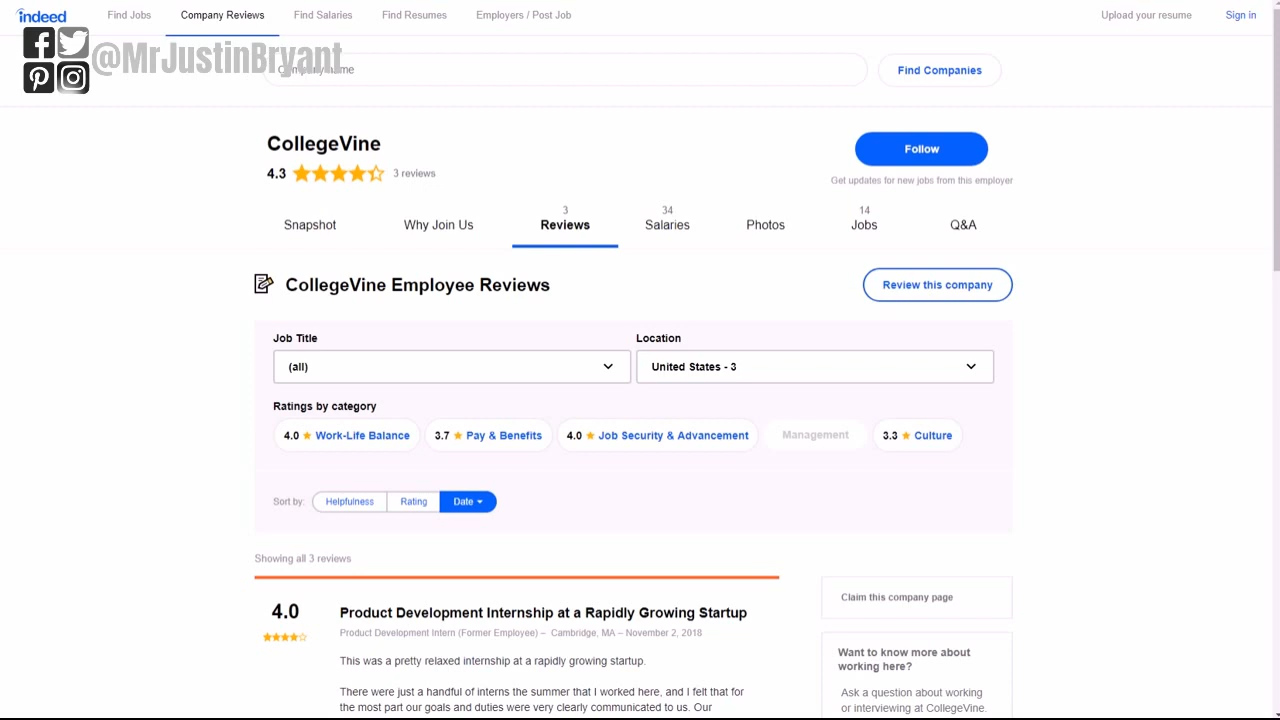 indeed Find Jobs Company Reviews Find Salaries Find Resumes Employers / Post Job Upload your resume Sign in
@MrJustinBryant
Find Companies
CollegeVine
Follow
4.3 3 reviews
Get updates for new jobs from this employer
3 34 14
Snapshot Why Join Us Reviews Salaries Photos Jobs Q&A
CollegeVine Employee Reviews
Review this company
Job Title Location
(all) United States - 3
Ratings by category
4.0 Work-Life Balance 3.7 Pay & Benefits 4.0 Job Security & Advancement Management 3.3 Culture
Sort by: Helpfulness Rating Date
Showing all 3 reviews
Claim this company page
4.0 Product Development Internship at a Rapidly Growing Startup
Product Development Intern (Former Employee) – Cambridge, MA – November 2, 2018
This was a pretty relaxed internship at a rapidly growing startup.
There were just a handful of interns the summer that I worked here, and I felt that for
the most part our goals and duties were very clearly communicated to us. Our
Want to know more about
working here?
Ask a question about working
or interviewing at CollegeVine.